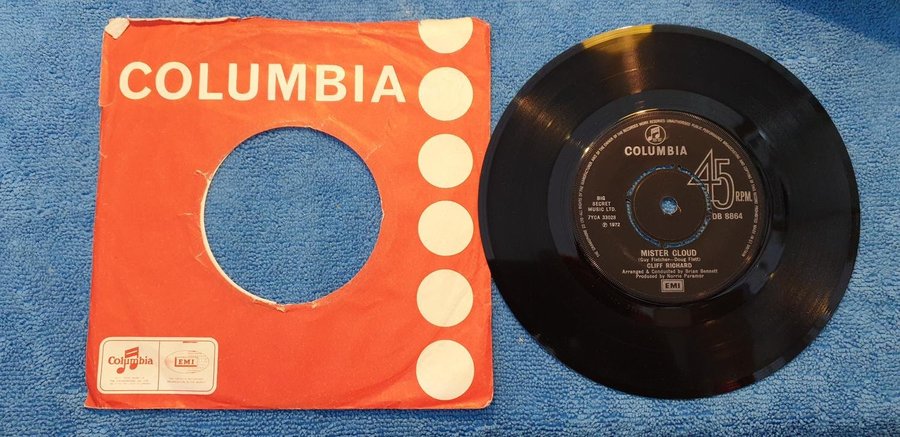 COLUMBIA
Columbia
EMI
COLUMBIA
45
R.P.M.
DB 8864
BIG
SECRET
MUSIC LTD.
7YCA 33028
℗ 1972
MISTER CLOUD
(Guy Fletcher-Doug Flett)
CLIFF RICHARD
Arranged & Conducted by Brian Bennett
Produced by Norrie Paramor
EMI